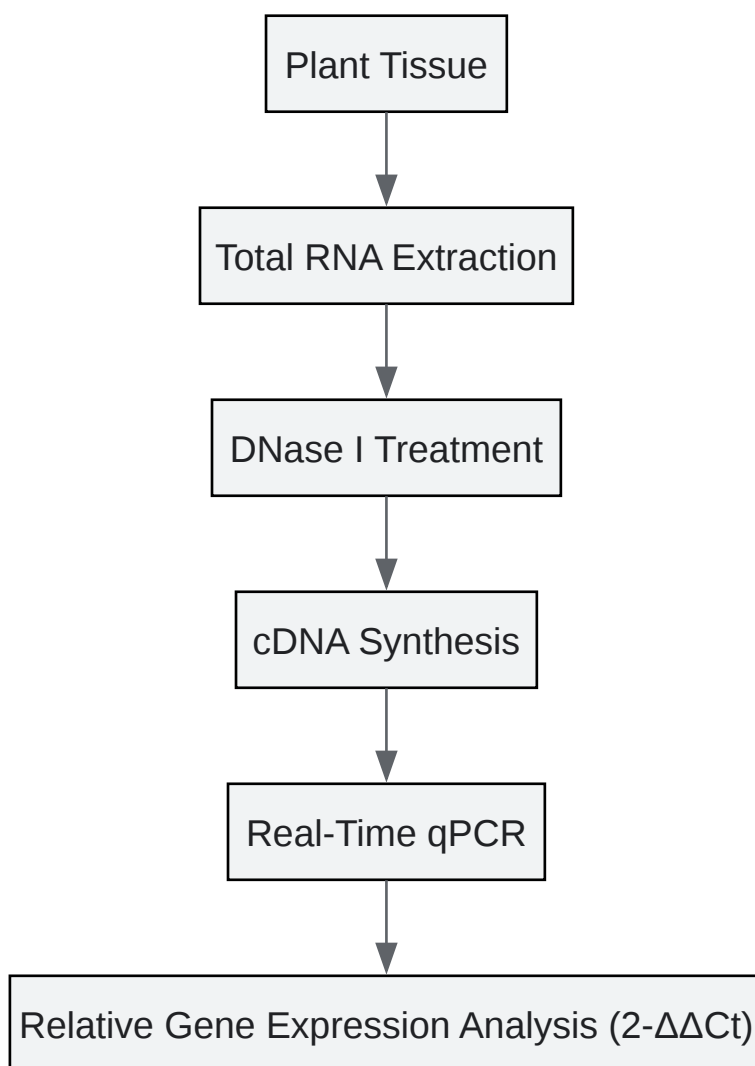 Plant Tissue
Total RNA Extraction
DNase I Treatment
cDNA Synthesis
Real-Time qPCR
Relative Gene Expression Analysis (2-ΔΔCt)